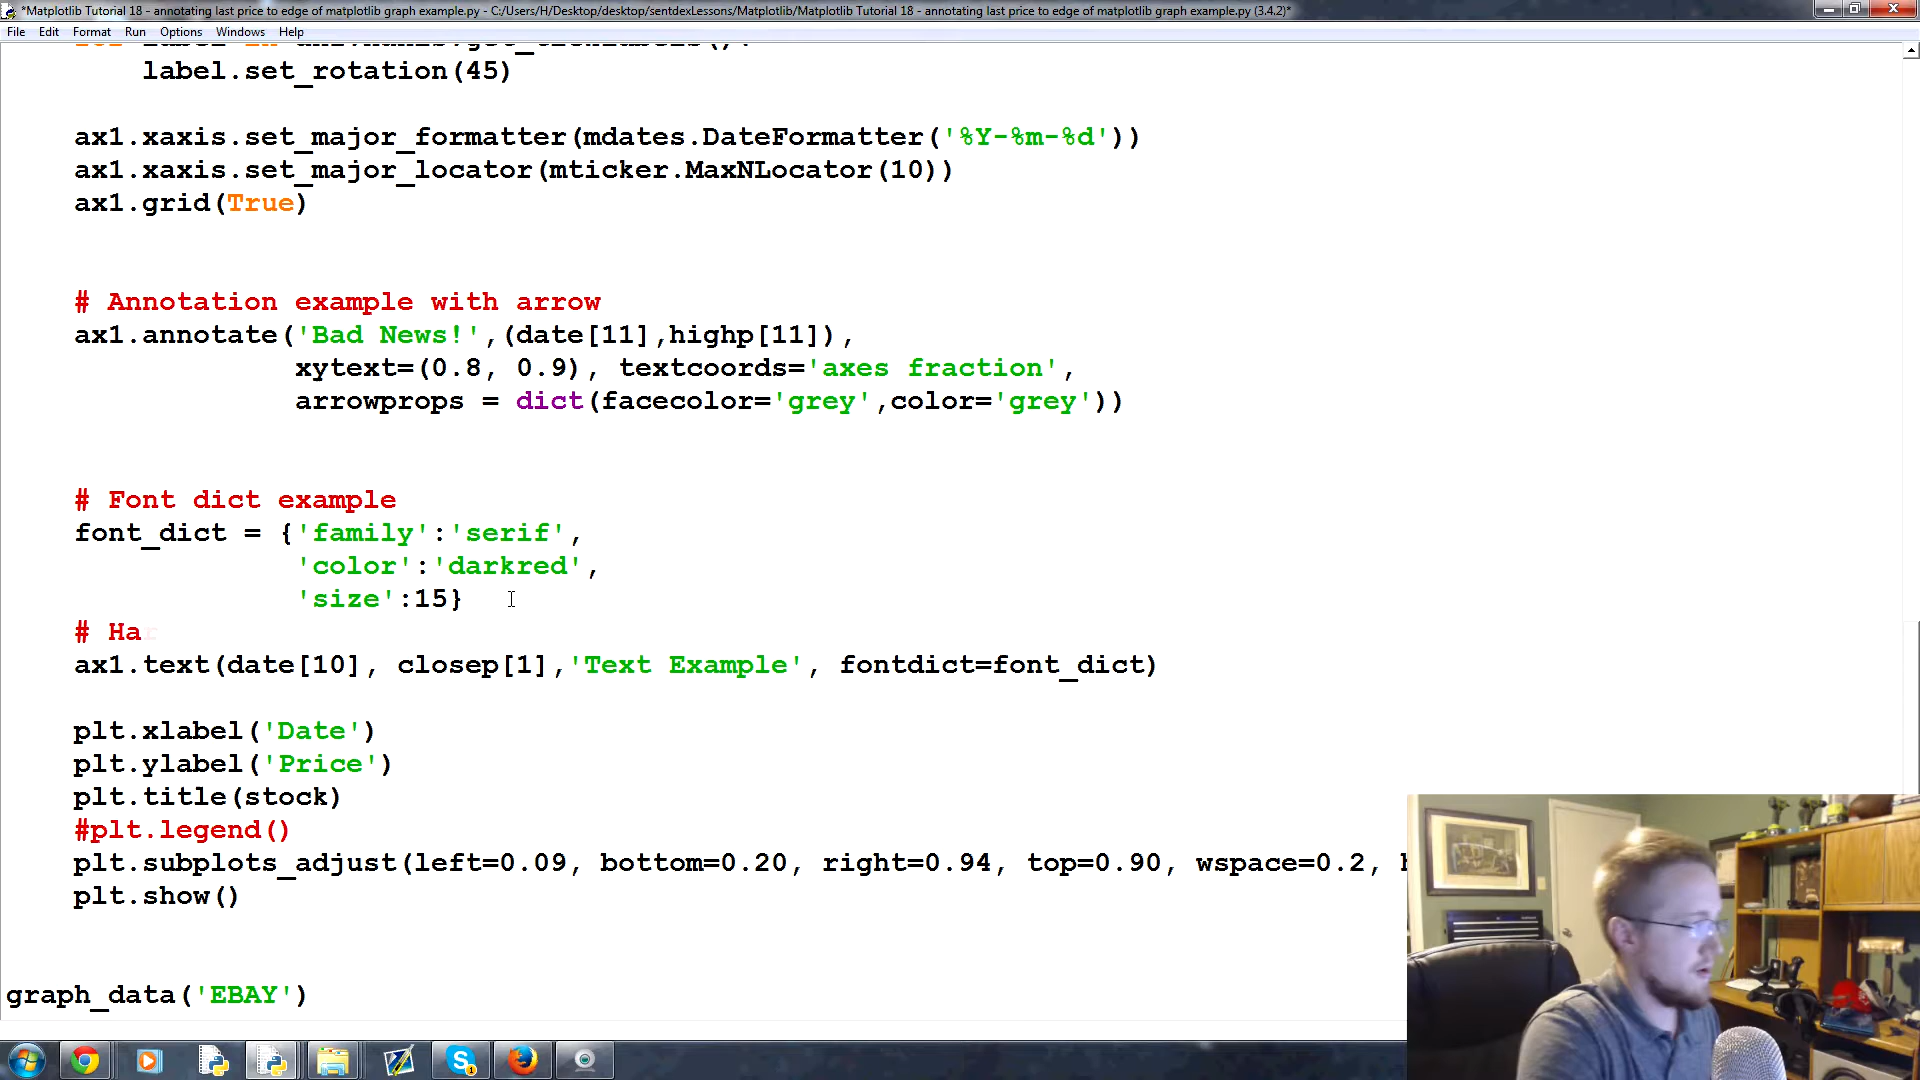 *Matplotlib Tutorial 18 - annotating last price to edge of matplotlib graph example.py - C:/Users/H/Desktop/desktop/sentdexLessons/Matplotlib/Matplotlib Tutorial 18 - annotating last price to edge of matplotlib graph example.py (3.4.2)*
File Edit Format Run Options Windows Help
label.set_rotation(45)
ax1.xaxis.set_major_formatter(mdates.DateFormatter('%Y-%m-%d'))
ax1.xaxis.set_major_locator(mticker.MaxNLocator(10))
ax1.grid(True)
# Annotation example with arrow
ax1.annotate('Bad News!',(date[11],highp[11]),
xytext=(0.8, 0.9), textcoords='axes fraction',
arrowprops = dict(facecolor='grey',color='grey'))
# Font dict example
font_dict = {'family':'serif',
'color':'darkred',
'size':15}
# Har
ax1.text(date[10], closep[1],'Text Example', fontdict=font_dict)
plt.xlabel('Date')
plt.ylabel('Price')
plt.title(stock)
#plt.legend()
plt.subplots_adjust(left=0.09, bottom=0.20, right=0.94, top=0.90, wspace=0.2,
plt.show()
graph_data('EBAY')